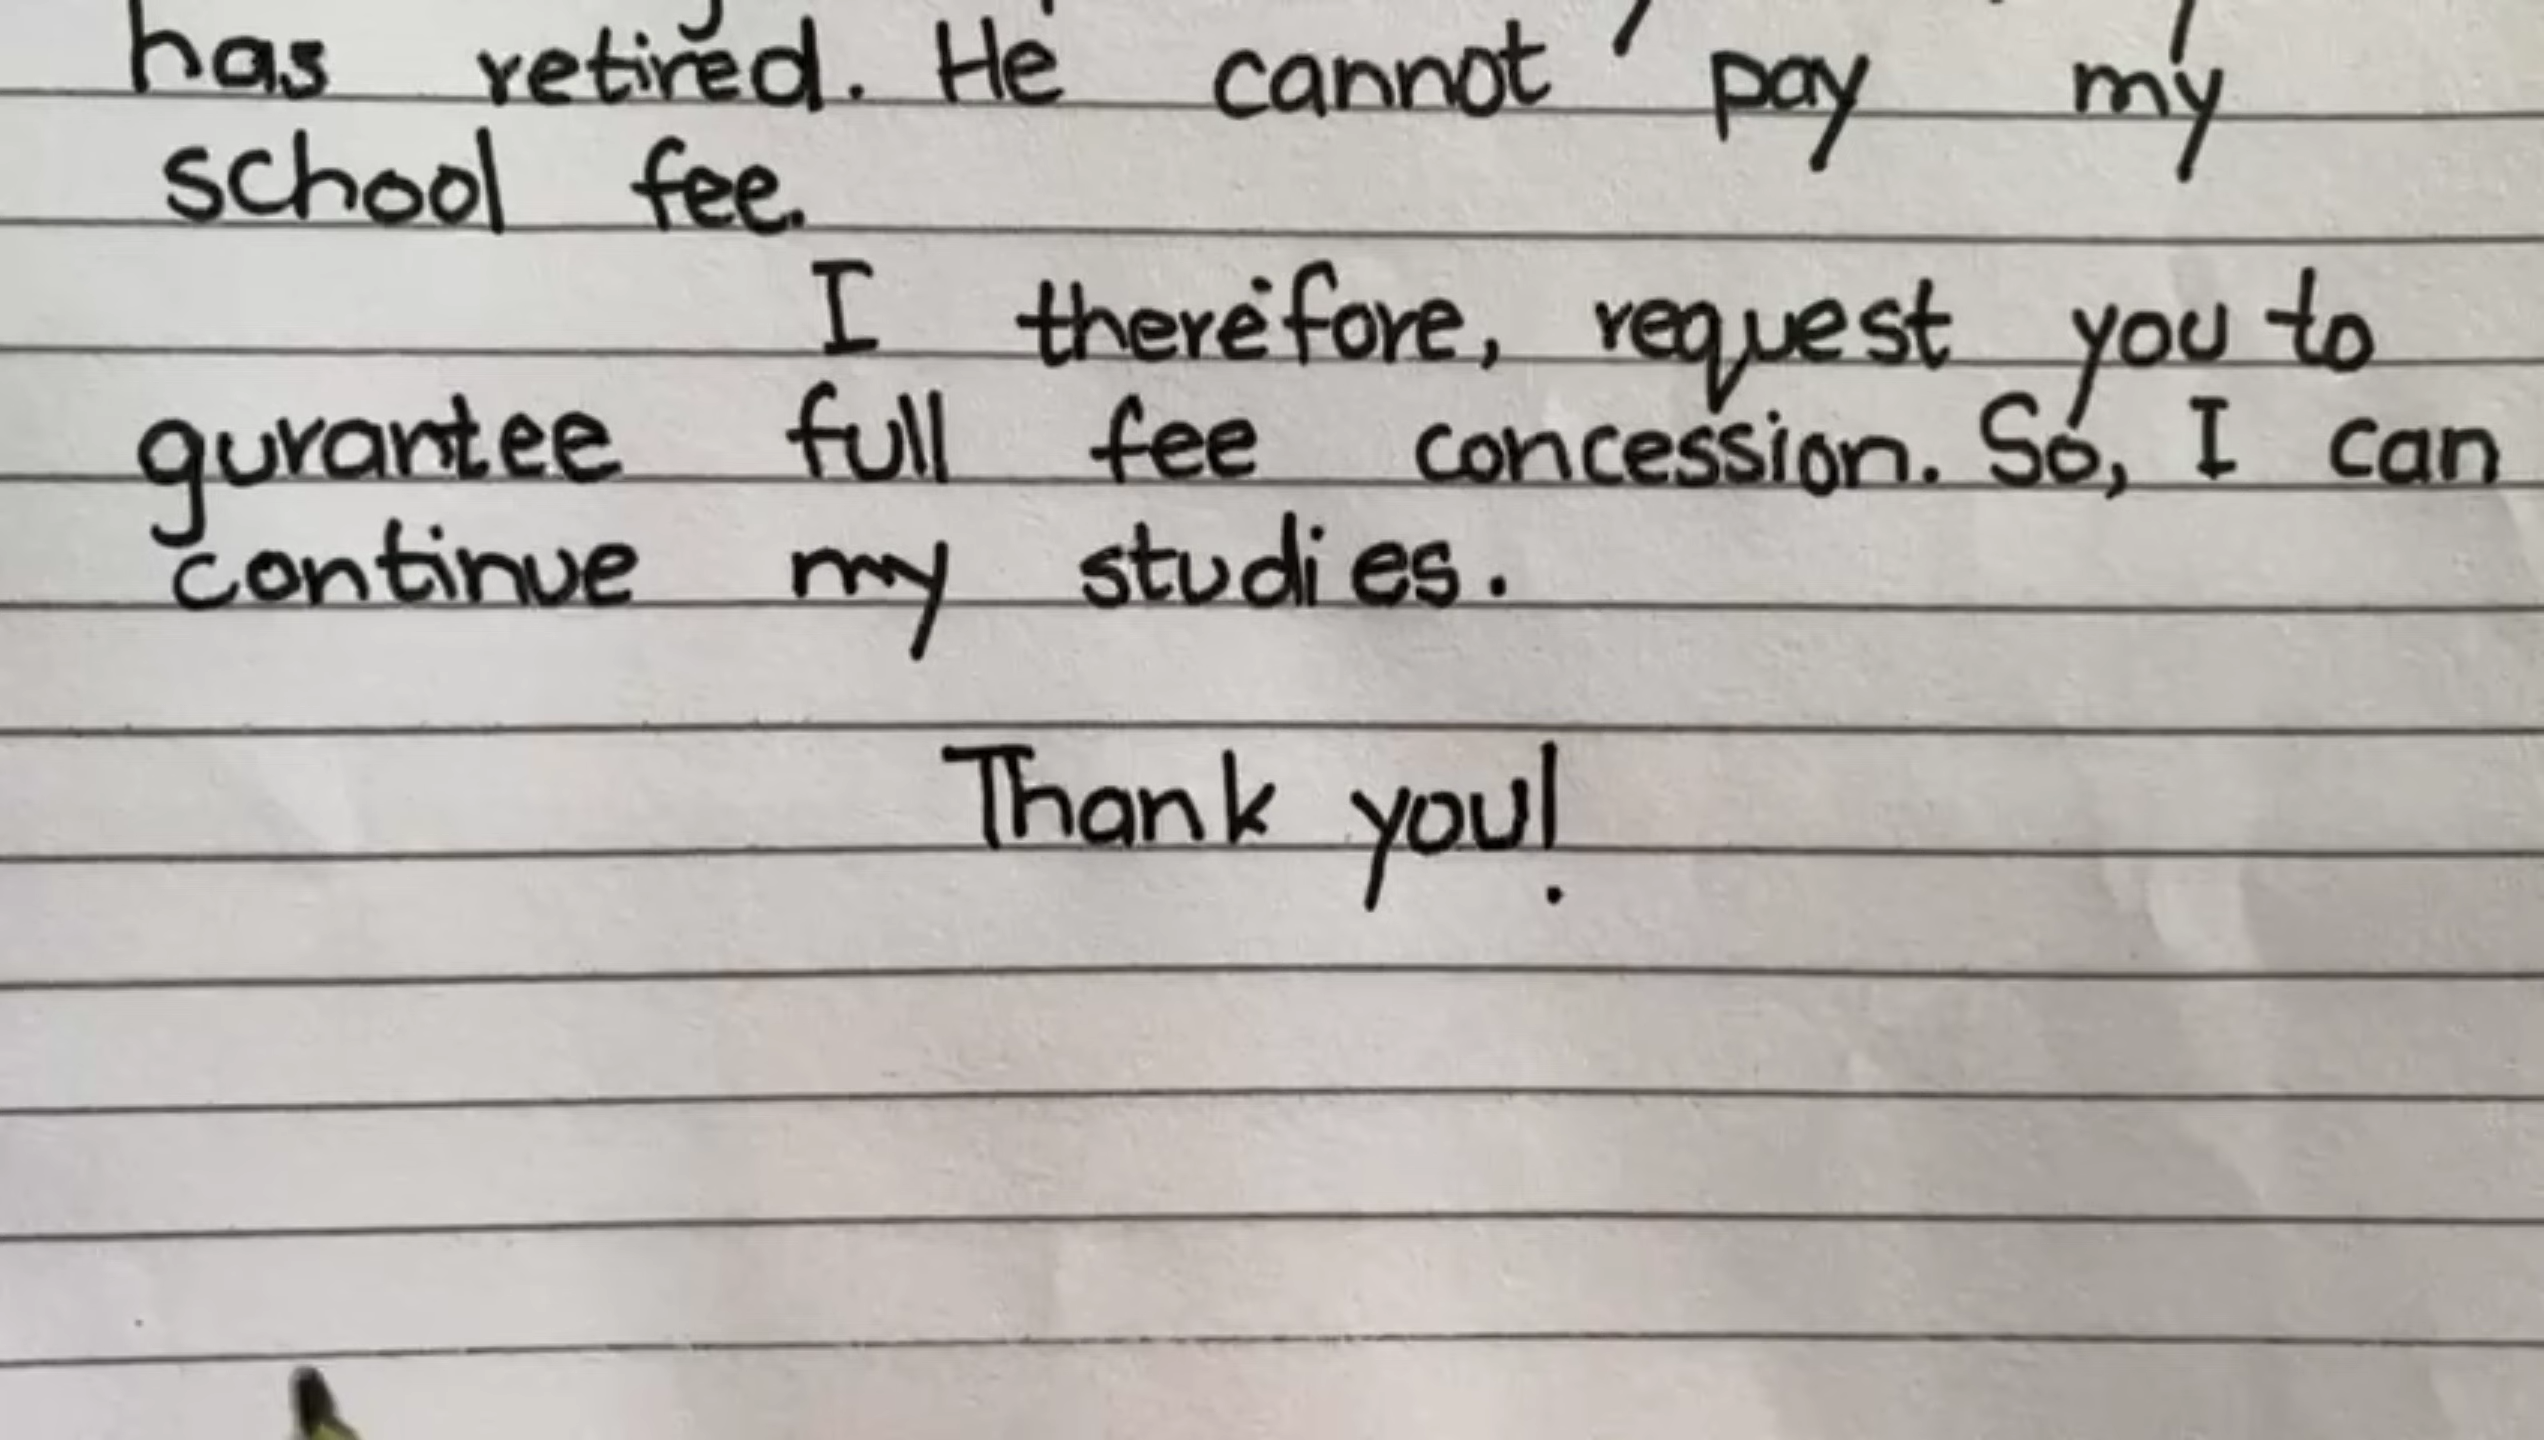 has retired. He cannot pay my
school fee.
I therefore, request you to
gurantee full fee concession. So, I can
continue my studies.
Thank you!